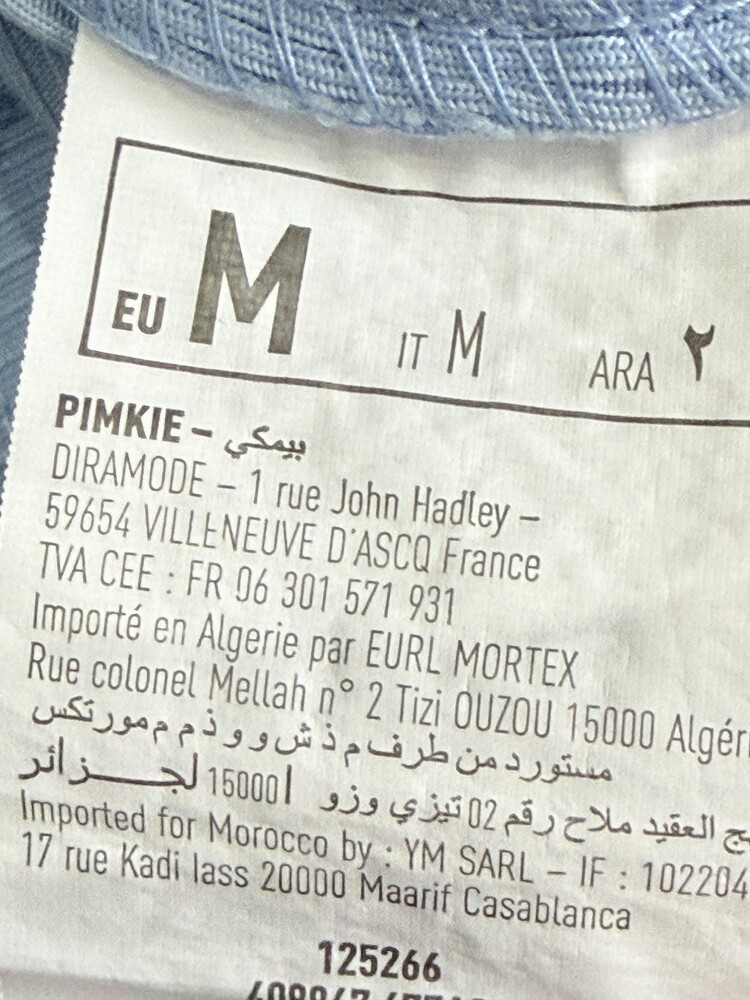 EU M IT M ARA ٢
PIMKIE – بيمكي
DIRAMODE – 1 rue John Hadley –
59654 VILLENEUVE D'ASCQ France
TVA CEE : FR 06 301 571 931
Importé en Algerie par EURL MORTEX
Rue colonel Mellah n° 2 Tizi OUZOU 15000 Algéri
مستورد من طرف م ذ ش و و ذ م م مورتكس
ج العقيد ملاح رقم 02 تيزي وزو 15000 الجـــزائر
Imported for Morocco by : YM SARL – IF : 102204
17 rue Kadi Iass 20000 Maarif Casablanca
125266